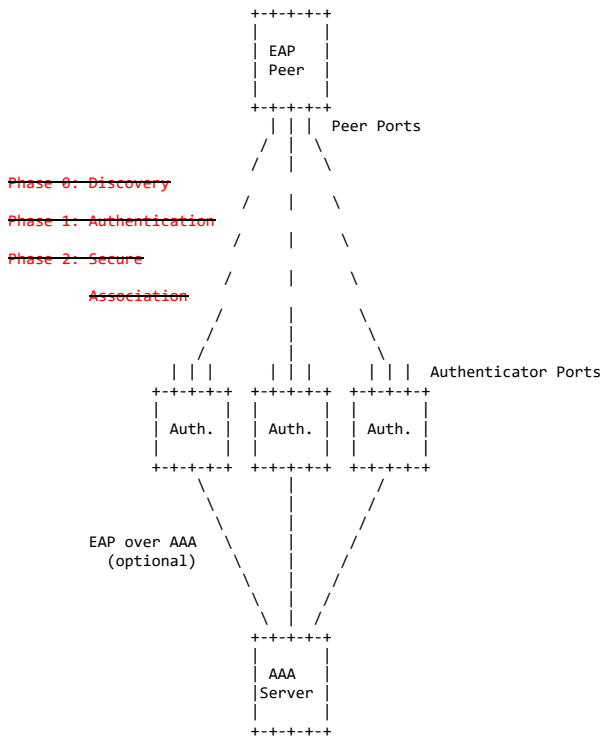 EAP
Peer
Peer Ports
Phase 0: Discovery
Phase 1: Authentication
Phase 2: Secure
Association
Authenticator Ports
Auth. Auth. Auth.
EAP over AAA
(optional)
AAA
Server